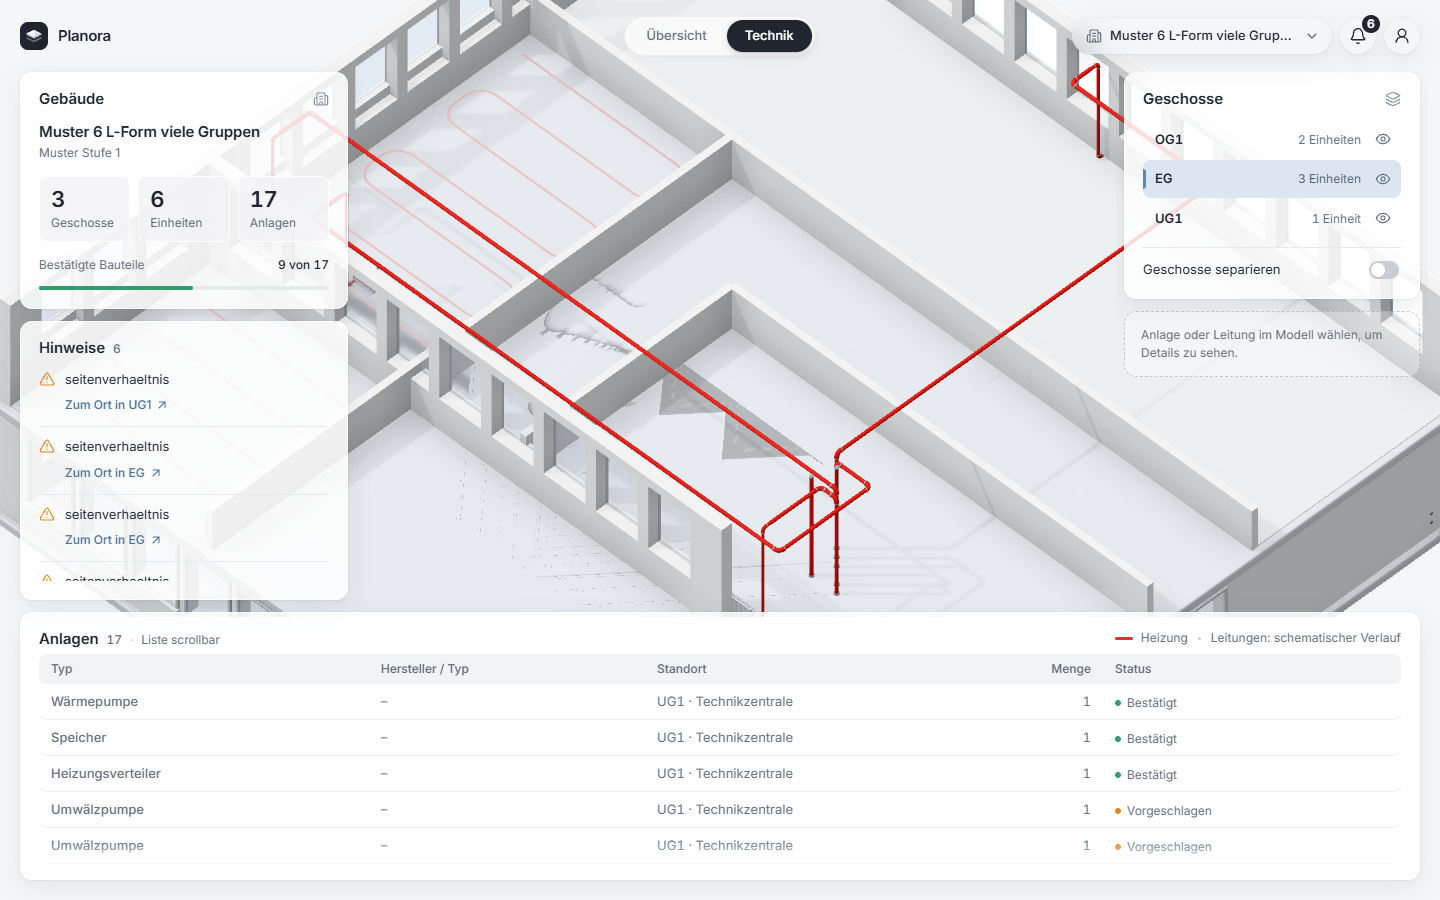 Planora
Übersicht
Technik
Muster 6 L-Form viele Grup...
6
Gebäude
Muster 6 L-Form viele Gruppen
Muster Stufe 1
3
Geschosse
6
Einheiten
17
Anlagen
Bestätigte Bauteile
9 von 17
Hinweise 6
seitenverhaeltnis
Zum Ort in UG1
seitenverhaeltnis
Zum Ort in EG
seitenverhaeltnis
Zum Ort in EG
seitenverhaeltnis
Geschosse
OG1 2 Einheiten
EG 3 Einheiten
UG1 1 Einheit
Geschosse separieren
Anlage oder Leitung im Modell wählen, um
Details zu sehen.
Anlagen 17 · Liste scrollbar
Heizung • Leitungen: schematischer Verlauf
Typ Hersteller / Typ Standort Menge Status
Wärmepumpe – UG1 · Technikzentrale 1 Bestätigt
Speicher – UG1 · Technikzentrale 1 Bestätigt
Heizungsverteiler – UG1 · Technikzentrale 1 Bestätigt
Umwälzpumpe – UG1 · Technikzentrale 1 Vorgeschlagen
Umwälzpumpe – UG1 · Technikzentrale 1 Vorgeschlagen